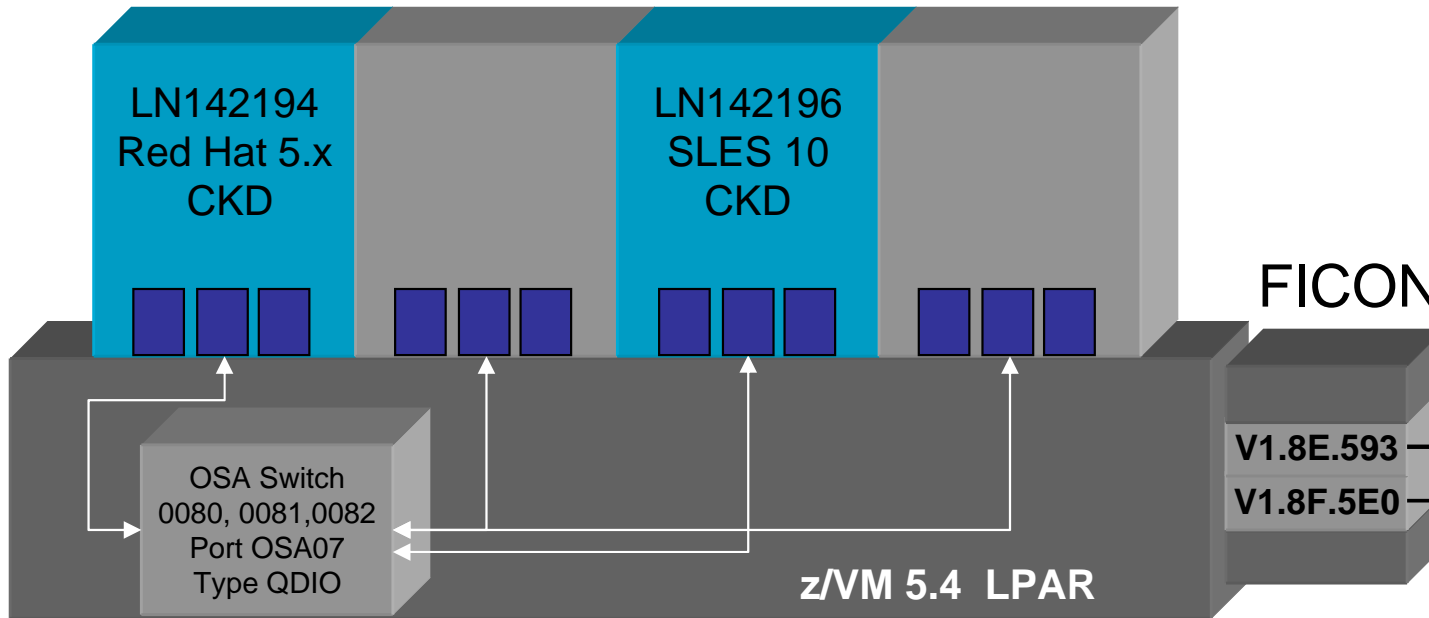 LN142194
Red Hat 5.x
CKD
LN142196
SLES 10
CKD
FICON
V1.8E.593
V1.8F.5E0
OSA Switch
0080, 0081,0082
Port OSA07
Type QDIO
z/VM 5.4 LPAR